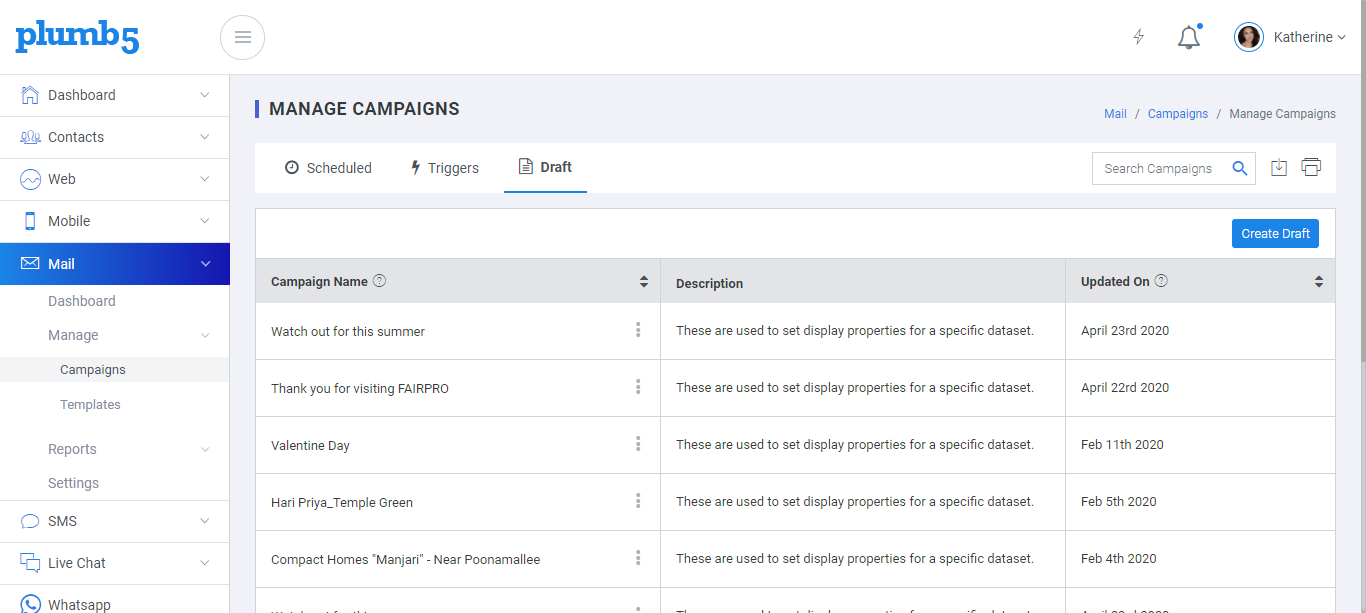 plumb5
Katherine
Dashboard
Contacts
Web
Mobile
Mail
Dashboard
Manage
Campaigns
Templates
Reports
Settings
SMS
Live Chat
Whatsapp
MANAGE CAMPAIGNS
Mail / Campaigns / Manage Campaigns
Scheduled Triggers Draft Search Campaigns
Create Draft
Campaign Name ? Description Updated On ?
Watch out for this summer These are used to set display properties for a specific dataset. April 23rd 2020
Thank you for visiting FAIRPRO These are used to set display properties for a specific dataset. April 22rd 2020
Valentine Day These are used to set display properties for a specific dataset. Feb 11th 2020
Hari Priya_Temple Green These are used to set display properties for a specific dataset. Feb 5th 2020
Compact Homes "Manjari" - Near Poonamallee These are used to set display properties for a specific dataset. Feb 4th 2020